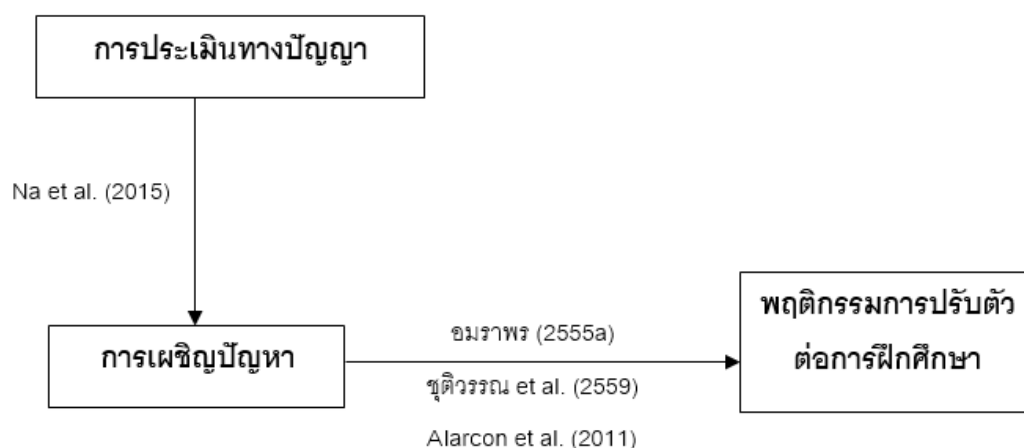 การประเมินทางปัญญา
Na et al. (2015)
การเผชิญปัญหา
อมราพร (2555a)
ชุติวรรณ et al. (2559)
Alarcon et al. (2011)
พฤติกรรมการปรับตัว
ต่อการฝึกศึกษา